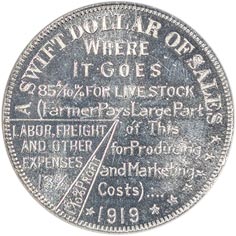 A SWIFT DOLLAR OF SALES
WHERE
IT GOES
FOR LIVE STOCK
(Farmer Pays Large Part
of This
for Producing
and Marketing
Costs)....
LABOR, FREIGHT
AND OTHER
EXPENSES
PROFIT
1919